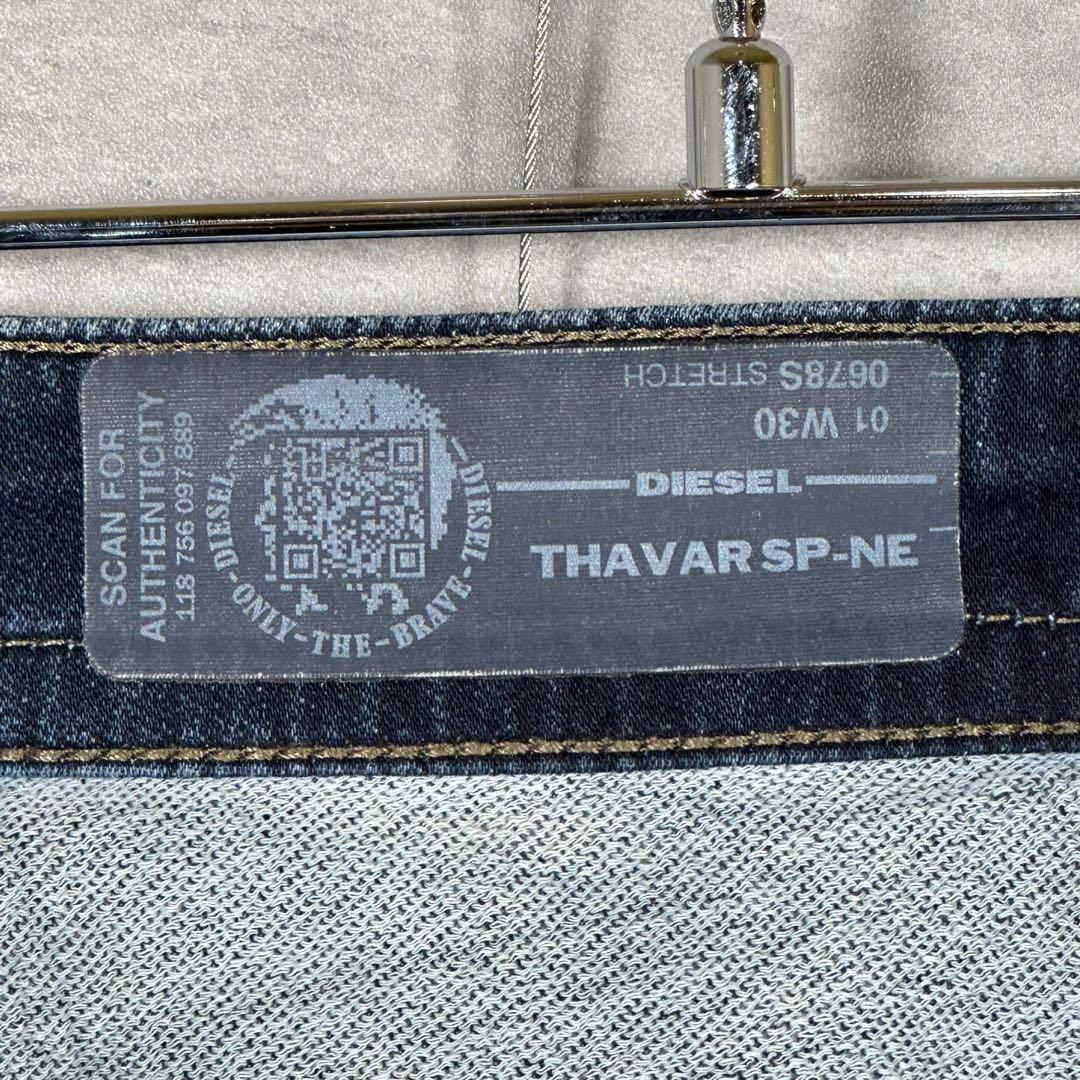 SCAN FOR
AUTHENTICITY
118 756 097 889
DIESEL-ONLY-THE-BRAVE-DIESEL
0678S STRETCH
01 W30
DIESEL
THAVAR SP-NE